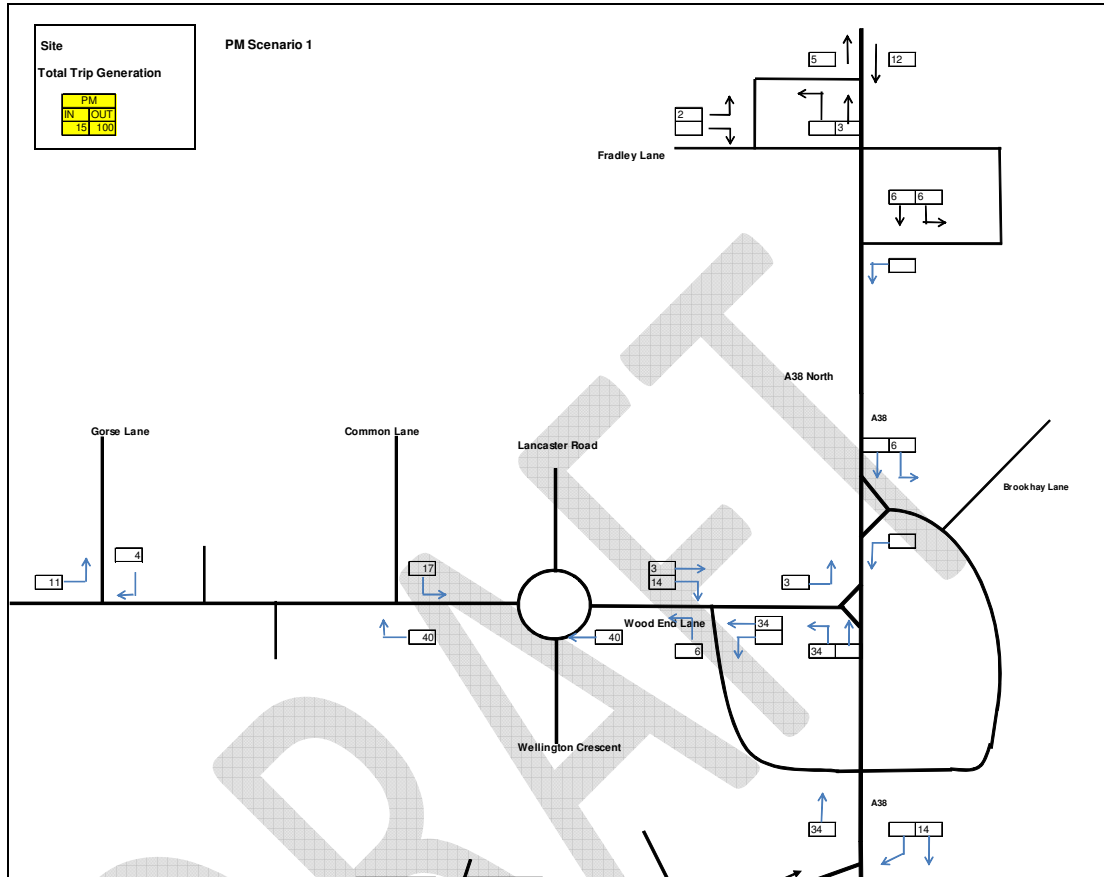 Site
PM Scenario 1
Total Trip Generation
PM
IN OUT
15 100
5
12
2
3
Fradley Lane
6 6
A38 North
A38
Gorse Lane
Common Lane
Lancaster Road
6
Brookhay Lane
4
17
3
11
14
3
Wood End Lane
34
40
40
6
34
Wellington Crescent
A38
34
14
DRAFT